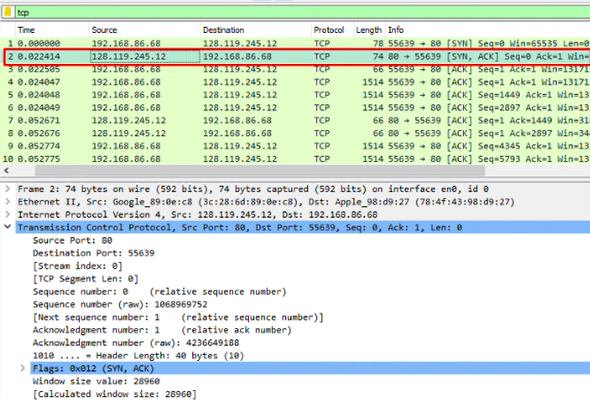 tcp
Time Source Destination Protocol Length Info
1 0.000000 192.168.86.68 128.119.245.12 TCP 78 55639 → 80 [SYN] Seq=0 Win=65535 Len=0
2 0.022414 128.119.245.12 192.168.86.68 TCP 74 80 → 55639 [SYN, ACK] Seq=0 Ack=1 Win=
3 0.022505 192.168.86.68 128.119.245.12 TCP 66 55639 → 80 [ACK] Seq=1 Ack=1 Win=13171
4 0.024047 192.168.86.68 128.119.245.12 TCP 1514 55639 → 80 [ACK] Seq=1 Ack=1 Win=13171
5 0.024048 192.168.86.68 128.119.245.12 TCP 1514 55639 → 80 [ACK] Seq=1449 Ack=1 Win=13
6 0.024049 192.168.86.68 128.119.245.12 TCP 1514 55639 → 80 [ACK] Seq=2897 Ack=1 Win=13
7 0.052671 128.119.245.12 192.168.86.68 TCP 66 80 → 55639 [ACK] Seq=1 Ack=1449 Win=318
8 0.052676 128.119.245.12 192.168.86.68 TCP 66 80 → 55639 [ACK] Seq=1 Ack=2897 Win=348
9 0.052774 192.168.86.68 128.119.245.12 TCP 1514 55639 → 80 [ACK] Seq=4345 Ack=1 Win=13
10 0.052775 192.168.86.68 128.119.245.12 TCP 1514 55639 → 80 [ACK] Seq=5793 Ack=1 Win=13
Frame 2: 74 bytes on wire (592 bits), 74 bytes captured (592 bits) on interface en0, id 0
Ethernet II, Src: Google_89:0e:c8 (3c:28:6d:89:0e:c8), Dst: Apple_98:d9:27 (78:4f:43:98:d9:27)
Internet Protocol Version 4, Src: 128.119.245.12, Dst: 192.168.86.68
Transmission Control Protocol, Src Port: 80, Dst Port: 55639, Seq: 0, Ack: 1, Len: 0
Source Port: 80
Destination Port: 55639
[Stream index: 0]
[TCP Segment Len: 0]
Sequence number: 0 (relative sequence number)
Sequence number (raw): 1068969752
[Next sequence number: 1 (relative sequence number)]
Acknowledgment number: 1 (relative ack number)
Acknowledgment number (raw): 4236649188
1010 .... = Header Length: 40 bytes (10)
Flags: 0x012 (SYN, ACK)
Window size value: 28960
[Calculated window size: 28960]